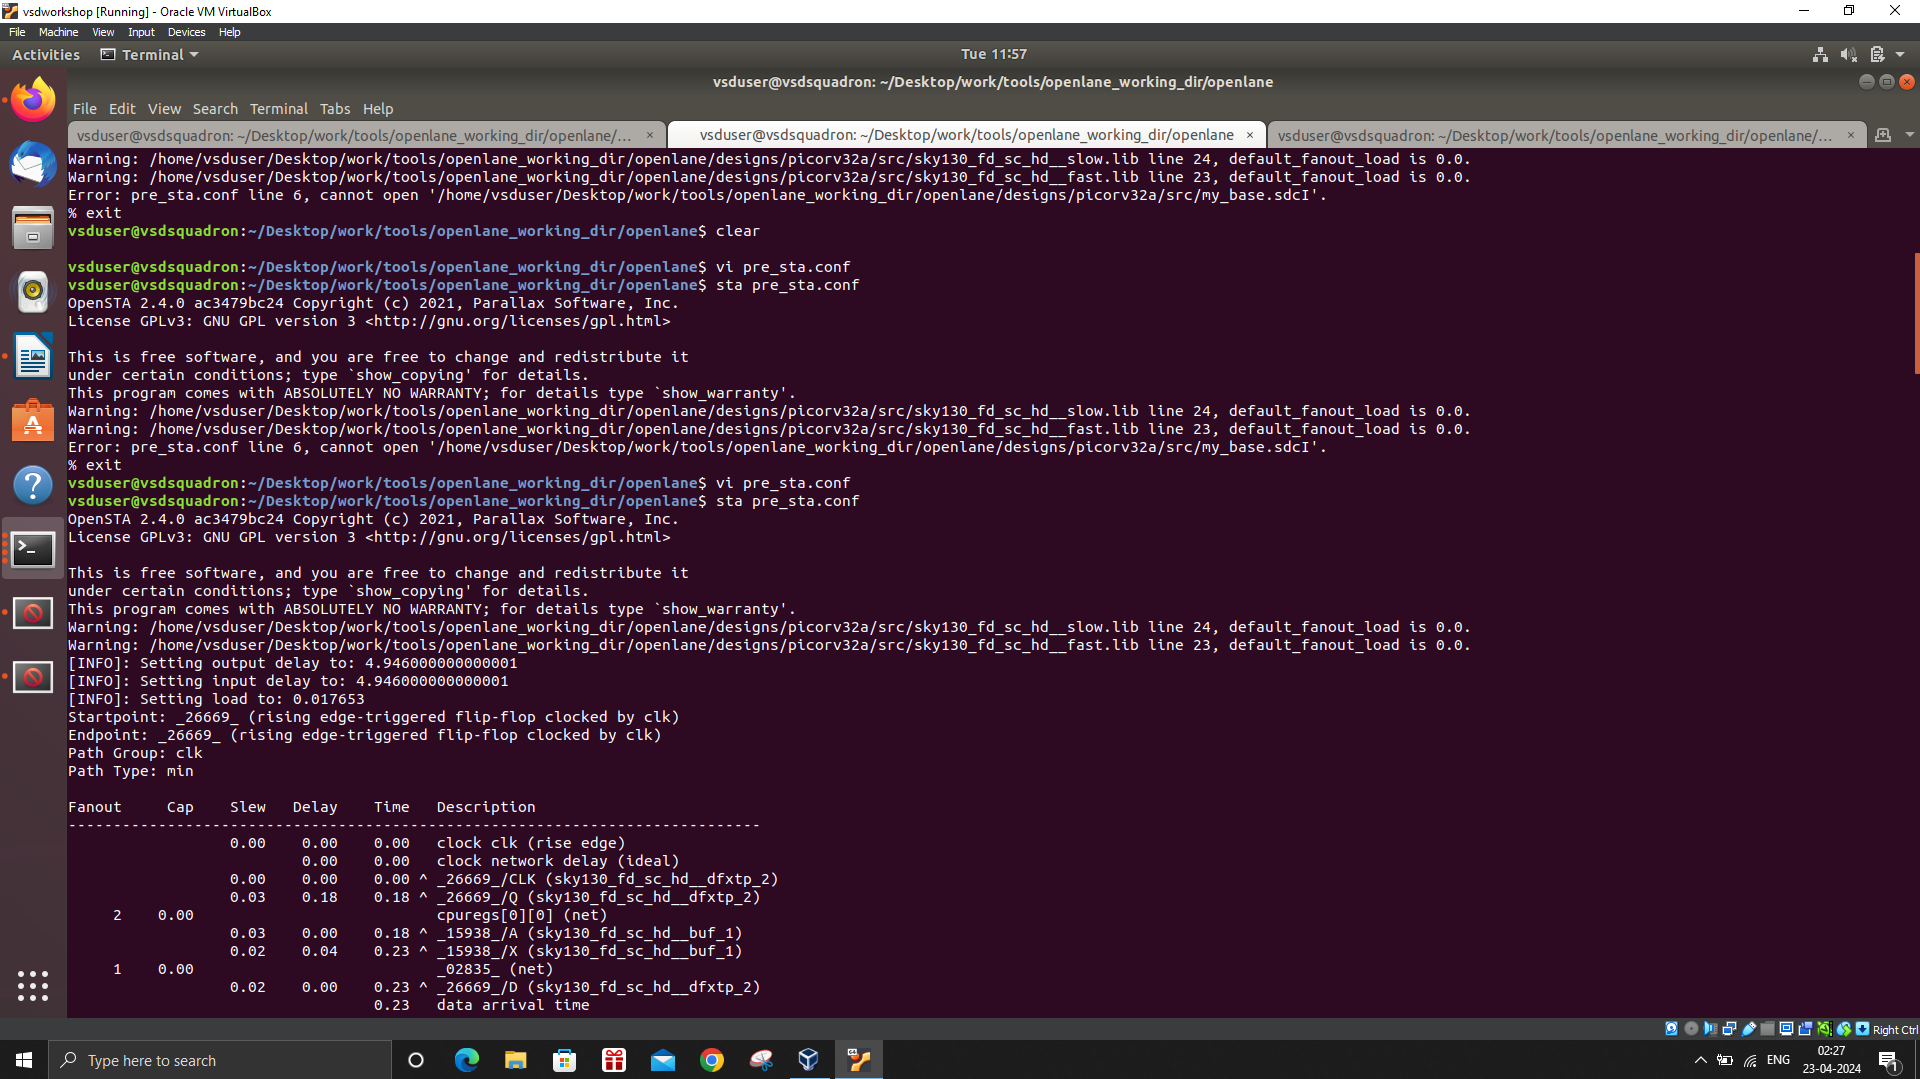 vsdworkshop [Running] - Oracle VM VirtualBox
File Machine View Input Devices Help
Activities Terminal Tue 11:57
vsduser@vsdsquadron: ~/Desktop/work/tools/openlane_working_dir/openlane
File Edit View Search Terminal Tabs Help
vsduser@vsdsquadron: ~/Desktop/work/tools/openlane_working_dir/openlane/... × vsduser@vsdsquadron: ~/Desktop/work/tools/openlane_working_dir/openlane × vsduser@vsdsquadron: ~/Desktop/work/tools/openlane_working_dir/openlane/... ×
Warning: /home/vsduser/Desktop/work/tools/openlane_working_dir/openlane/designs/picorv32a/src/sky130_fd_sc_hd__slow.lib line 24, default_fanout_load is 0.0.
Warning: /home/vsduser/Desktop/work/tools/openlane_working_dir/openlane/designs/picorv32a/src/sky130_fd_sc_hd__fast.lib line 23, default_fanout_load is 0.0.
Error: pre_sta.conf line 6, cannot open '/home/vsduser/Desktop/work/tools/openlane_working_dir/openlane/designs/picorv32a/src/my_base.sdcI'.
% exit
vsduser@vsdsquadron:~/Desktop/work/tools/openlane_working_dir/openlane$ clear
vsduser@vsdsquadron:~/Desktop/work/tools/openlane_working_dir/openlane$ vi pre_sta.conf
vsduser@vsdsquadron:~/Desktop/work/tools/openlane_working_dir/openlane$ sta pre_sta.conf
OpenSTA 2.4.0 ac3479bc24 Copyright (c) 2021, Parallax Software, Inc.
License GPLv3: GNU GPL version 3 <http://gnu.org/licenses/gpl.html>
This is free software, and you are free to change and redistribute it
under certain conditions; type `show_copying' for details.
This program comes with ABSOLUTELY NO WARRANTY; for details type `show_warranty'.
Warning: /home/vsduser/Desktop/work/tools/openlane_working_dir/openlane/designs/picorv32a/src/sky130_fd_sc_hd__slow.lib line 24, default_fanout_load is 0.0.
Warning: /home/vsduser/Desktop/work/tools/openlane_working_dir/openlane/designs/picorv32a/src/sky130_fd_sc_hd__fast.lib line 23, default_fanout_load is 0.0.
Error: pre_sta.conf line 6, cannot open '/home/vsduser/Desktop/work/tools/openlane_working_dir/openlane/designs/picorv32a/src/my_base.sdcI'.
% exit
vsduser@vsdsquadron:~/Desktop/work/tools/openlane_working_dir/openlane$ vi pre_sta.conf
vsduser@vsdsquadron:~/Desktop/work/tools/openlane_working_dir/openlane$ sta pre_sta.conf
OpenSTA 2.4.0 ac3479bc24 Copyright (c) 2021, Parallax Software, Inc.
License GPLv3: GNU GPL version 3 <http://gnu.org/licenses/gpl.html>
This is free software, and you are free to change and redistribute it
under certain conditions; type `show_copying' for details.
This program comes with ABSOLUTELY NO WARRANTY; for details type `show_warranty'.
Warning: /home/vsduser/Desktop/work/tools/openlane_working_dir/openlane/designs/picorv32a/src/sky130_fd_sc_hd__slow.lib line 24, default_fanout_load is 0.0.
Warning: /home/vsduser/Desktop/work/tools/openlane_working_dir/openlane/designs/picorv32a/src/sky130_fd_sc_hd__fast.lib line 23, default_fanout_load is 0.0.
[INFO]: Setting output delay to: 4.946000000000001
[INFO]: Setting input delay to: 4.946000000000001
[INFO]: Setting load to: 0.017653
Startpoint: _26669_ (rising edge-triggered flip-flop clocked by clk)
Endpoint: _26669_ (rising edge-triggered flip-flop clocked by clk)
Path Group: clk
Path Type: min
Fanout Cap Slew Delay Time Description
-----------------------------------------------------------------------------
0.00 0.00 0.00 clock clk (rise edge)
0.00 0.00 clock network delay (ideal)
0.00 0.00 0.00 ^ _26669_/CLK (sky130_fd_sc_hd__dfxtp_2)
0.03 0.18 0.18 ^ _26669_/Q (sky130_fd_sc_hd__dfxtp_2)
2 0.00 cpuregs[0][0] (net)
0.03 0.00 0.18 ^ _15938_/A (sky130_fd_sc_hd__buf_1)
0.02 0.04 0.23 ^ _15938_/X (sky130_fd_sc_hd__buf_1)
1 0.00 _02835_ (net)
0.02 0.00 0.23 ^ _26669_/D (sky130_fd_sc_hd__dfxtp_2)
0.23 data arrival time
Right Ctrl
Type here to search ENG 02:27
23-04-2024 1